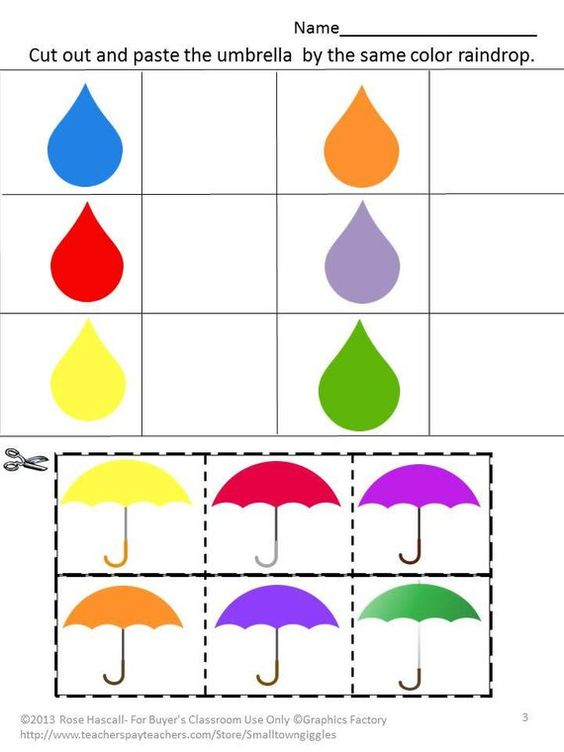 Name____________________
Cut out and paste the umbrella by the same color raindrop.
©2013 Rose Hascall- For Buyer's Classroom Use Only ©Graphics Factory
3
http://www.teacherspayteachers.com/Store/Smalltowngiggles